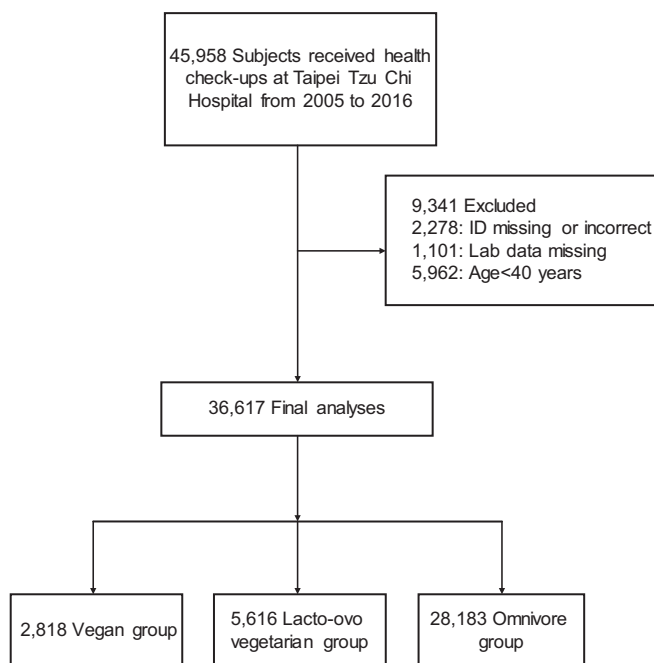 45,958 Subjects received health
check-ups at Taipei Tzu Chi
Hospital from 2005 to 2016
9,341 Excluded
2,278: ID missing or incorrect
1,101: Lab data missing
5,962: Age<40 years
36,617 Final analyses
2,818 Vegan group
5,616 Lacto-ovo
vegetarian group
28,183 Omnivore
group